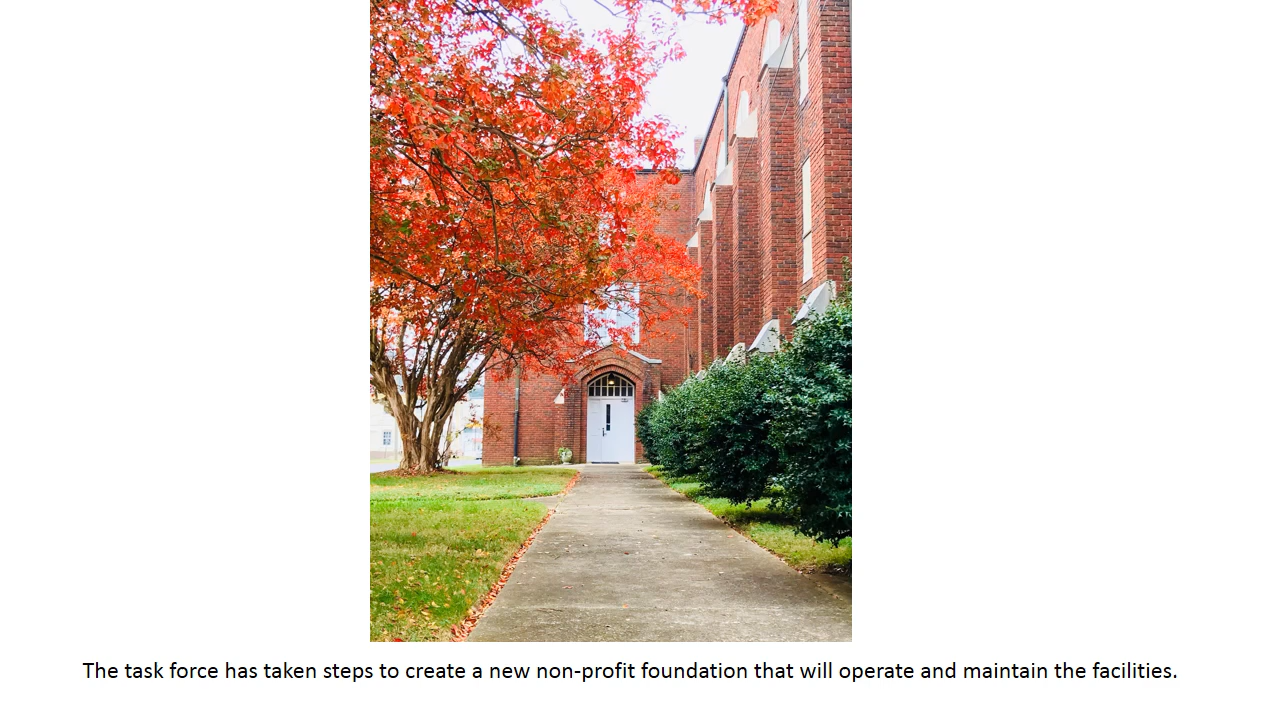 The task force has taken steps to create a new non-profit foundation that will operate and maintain the facilities.